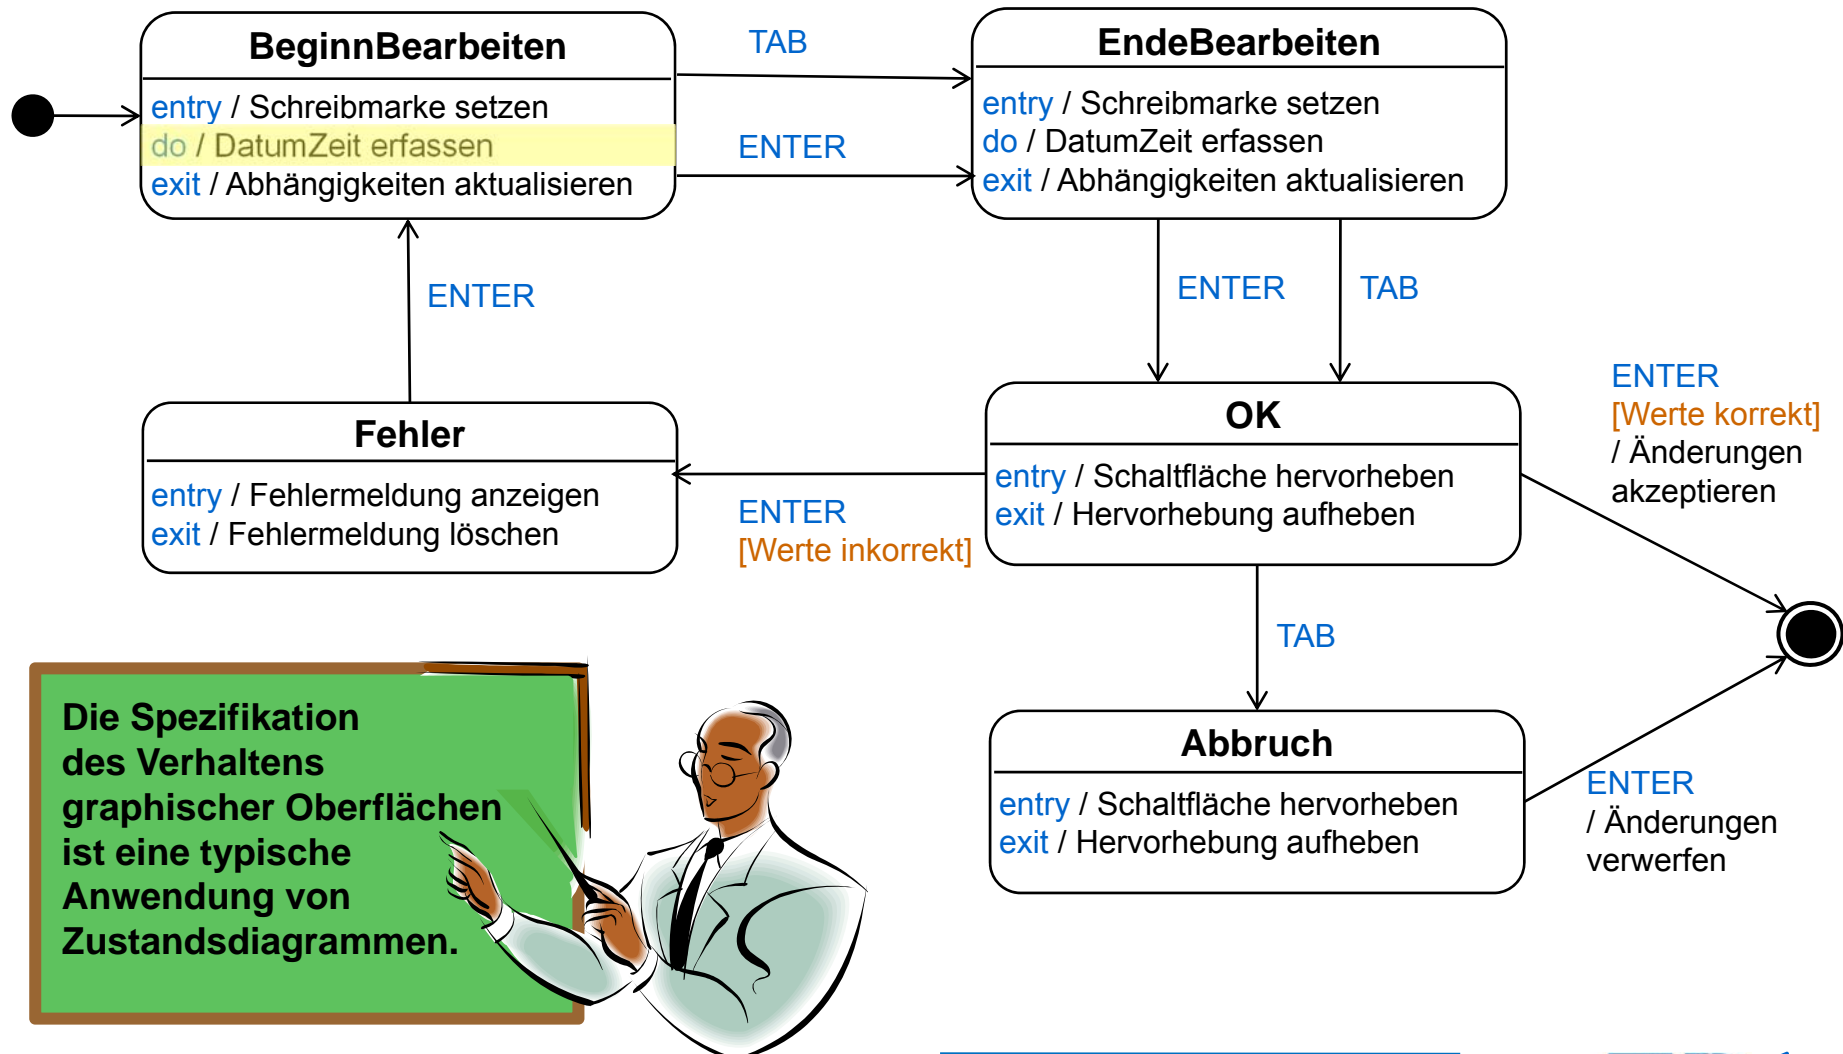 BeginnBearbeiten
entry / Schreibmarke setzen
do / DatumZeit erfassen
exit / Abhängigkeiten aktualisieren
TAB
ENTER
EndeBearbeiten
entry / Schreibmarke setzen
do / DatumZeit erfassen
exit / Abhängigkeiten aktualisieren
ENTER
ENTER
TAB
Fehler
entry / Fehlermeldung anzeigen
exit / Fehlermeldung löschen
ENTER
[Werte inkorrekt]
OK
entry / Schaltfläche hervorheben
exit / Hervorhebung aufheben
ENTER
[Werte korrekt]
/ Änderungen
akzeptieren
TAB
Abbruch
entry / Schaltfläche hervorheben
exit / Hervorhebung aufheben
ENTER
/ Änderungen
verwerfen
Die Spezifikation
des Verhaltens
graphischer Oberflächen
ist eine typische
Anwendung von
Zustandsdiagrammen.